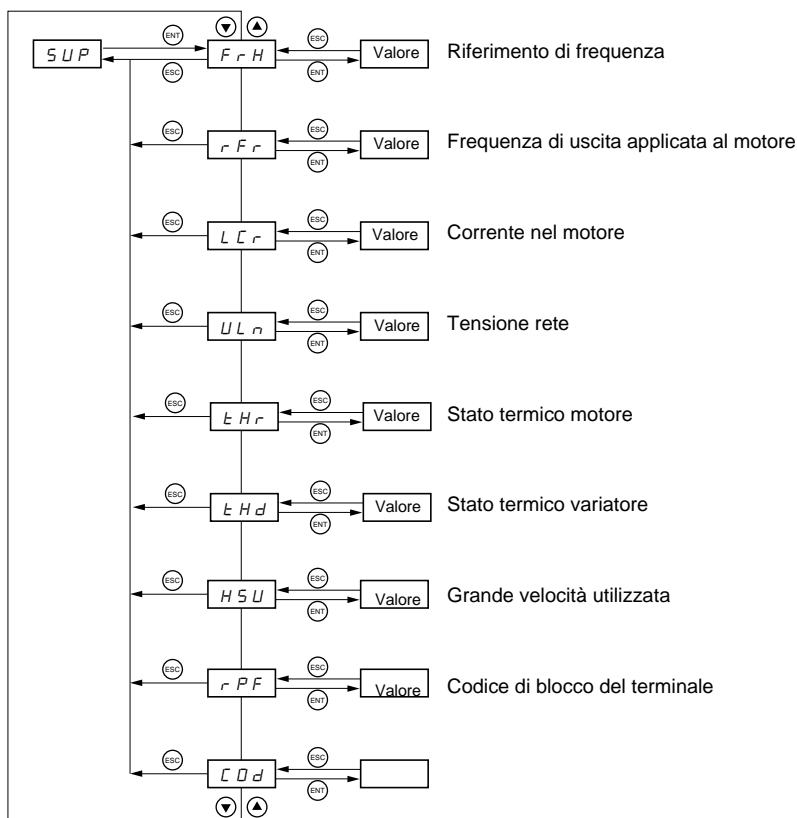 ENT
ESC
SUP
FrH
ESC
ENT
Valore
Riferimento di frequenza
ESC
rFr
ESC
ENT
Valore
Frequenza di uscita applicata al motore
ESC
LCr
ESC
ENT
Valore
Corrente nel motore
ESC
ULn
ESC
ENT
Valore
Tensione rete
ESC
tHr
ESC
ENT
Valore
Stato termico motore
ESC
tHd
ESC
ENT
Valore
Stato termico variatore
ESC
HSU
ESC
ENT
Valore
Grande velocità utilizzata
ESC
rPF
ESC
ENT
Valore
Codice di blocco del terminale
ESC
COd
ESC
ENT